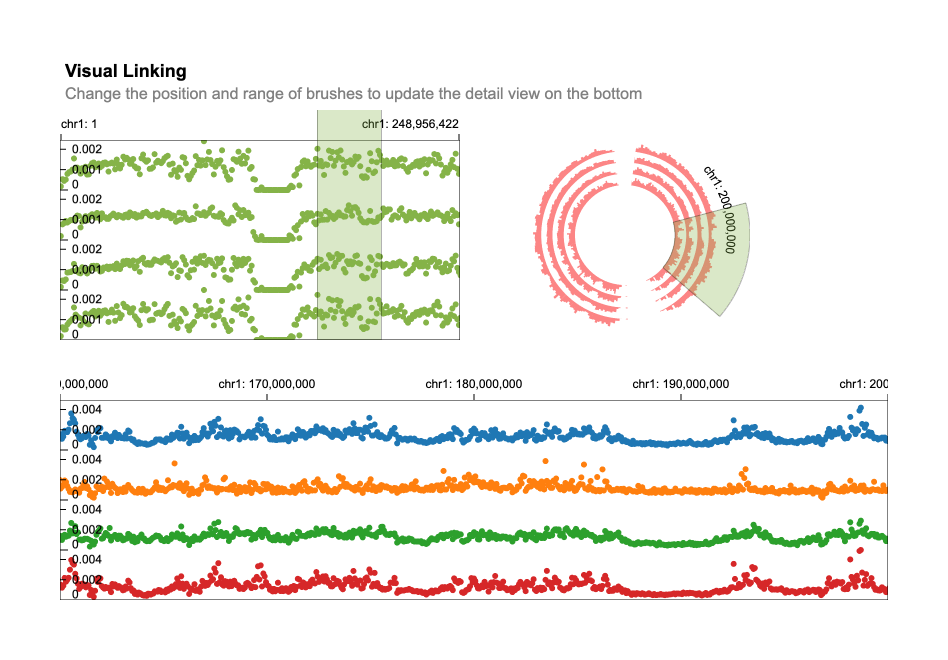 Visual Linking
Change the position and range of brushes to update the detail view on the bottom
chr1: 1
chr1: 248,956,422
0.002
0.001
0
0.002
0.001
0
0.002
0.001
0
0.002
0.001
0
chr1: 200,000,000
0,000,000
chr1: 170,000,000
chr1: 180,000,000
chr1: 190,000,000
chr1: 200
0.004
0.002
0
0.004
0.002
0
0.004
0.002
0
0.004
0.002
0